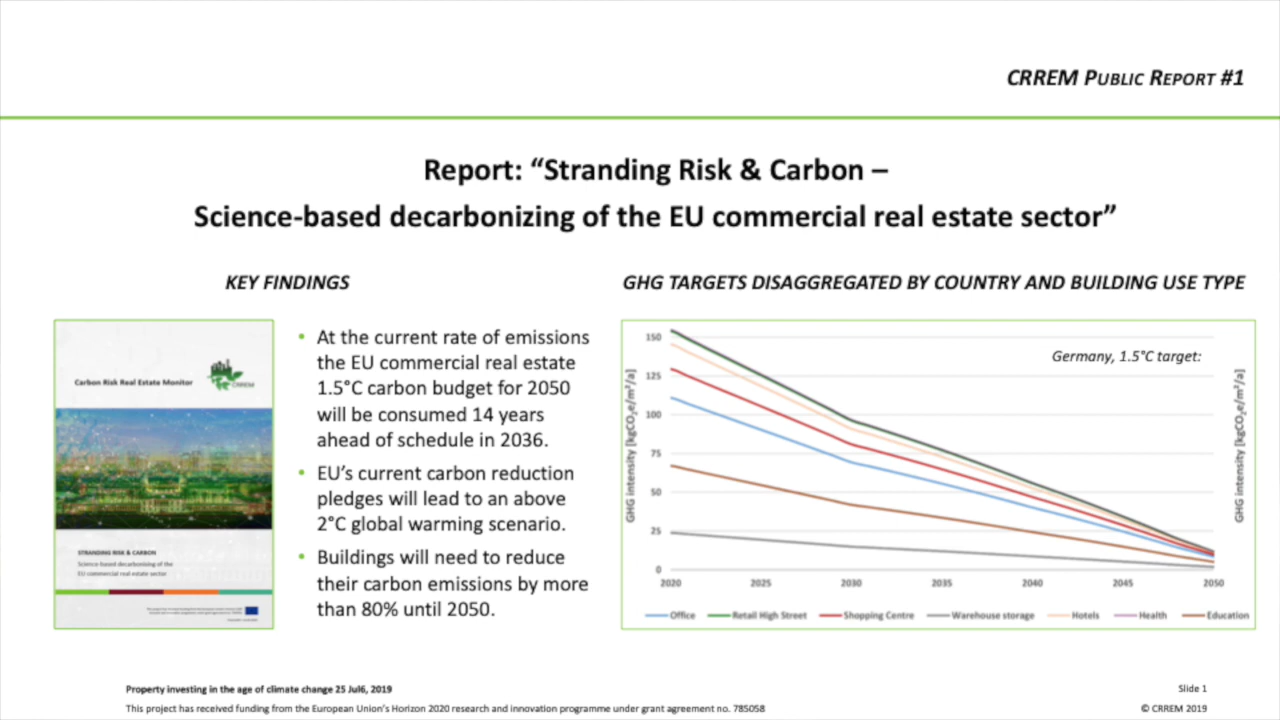 CRREM PUBLIC REPORT #1
Report: “Stranding Risk & Carbon –
Science-based decarbonizing of the EU commercial real estate sector”
KEY FINDINGS
GHG TARGETS DISAGGREGATED BY COUNTRY AND BUILDING USE TYPE
Carbon Risk Real Estate Monitor
CRREM
STRANDING RISK & CARBON
Science-based decarbonizing of the
EU commercial real estate sector
• At the current rate of emissions
the EU commercial real estate
1.5°C carbon budget for 2050
will be consumed 14 years
ahead of schedule in 2036.
• EU’s current carbon reduction
pledges will lead to an above
2°C global warming scenario.
• Buildings will need to reduce
their carbon emissions by more
than 80% until 2050.
Germany, 1.5°C target:
GHG intensity [kgCO₂e/m²/a]
150
125
100
75
50
25
0
2020 2025 2030 2035 2040 2045 2050
GHG intensity [kgCO₂e/m²/a]
Office Retail High Street Shopping Centre Warehouse storage Hotels Health Education
Property investing in the age of climate change 25 Jul6, 2019
Slide 1
This project has received funding from the European Union’s Horizon 2020 research and innovation programme under grant agreement no. 785058
© CRREM 2019